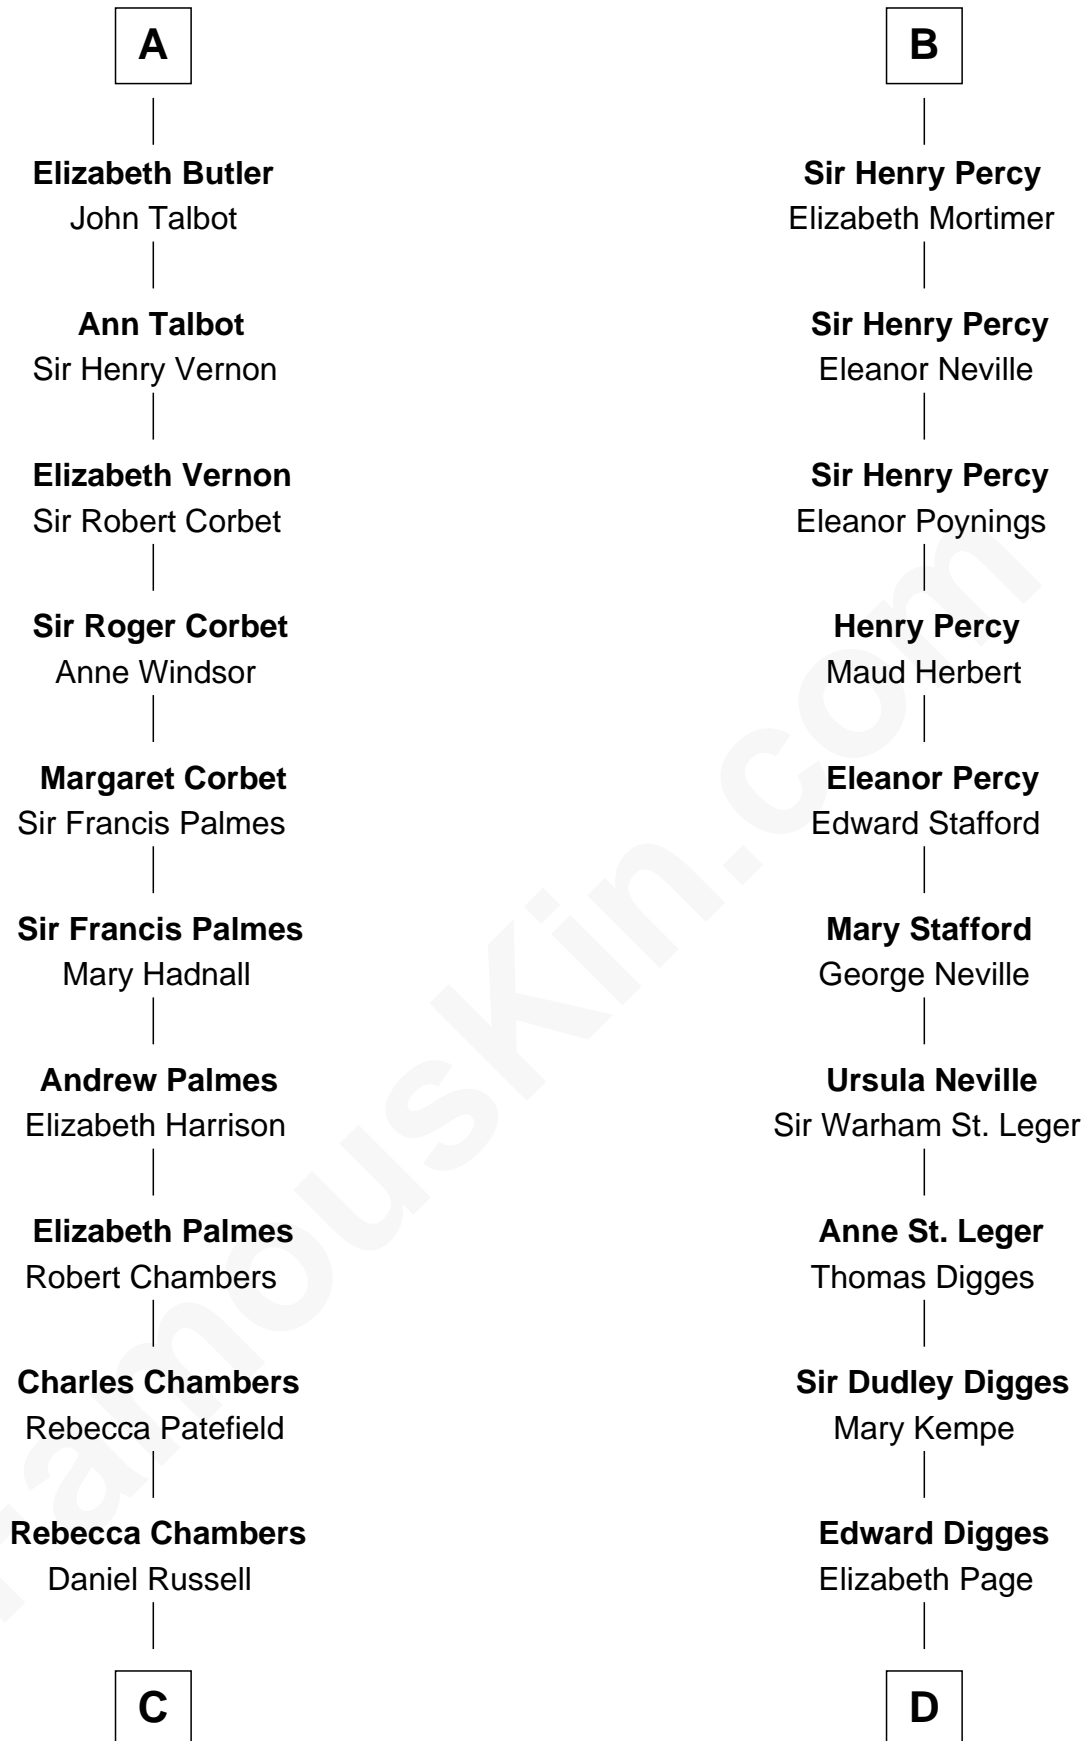 A
Elizabeth Butler
John Talbot
Ann Talbot
Sir Henry Vernon
Elizabeth Vernon
Sir Robert Corbet
Sir Roger Corbet
Anne Windsor
Margaret Corbet
Sir Francis Palmes
Sir Francis Palmes
Mary Hadnall
Andrew Palmes
Elizabeth Harrison
Elizabeth Palmes
Robert Chambers
Charles Chambers
Rebecca Patefield
Rebecca Chambers
Daniel Russell
C
B
Sir Henry Percy
Elizabeth Mortimer
Sir Henry Percy
Eleanor Neville
Sir Henry Percy
Eleanor Poynings
Henry Percy
Maud Herbert
Eleanor Percy
Edward Stafford
Mary Stafford
George Neville
Ursula Neville
Sir Warham St. Leger
Anne St. Leger
Thomas Digges
Sir Dudley Digges
Mary Kempe
Edward Digges
Elizabeth Page
D
FamousKin.com